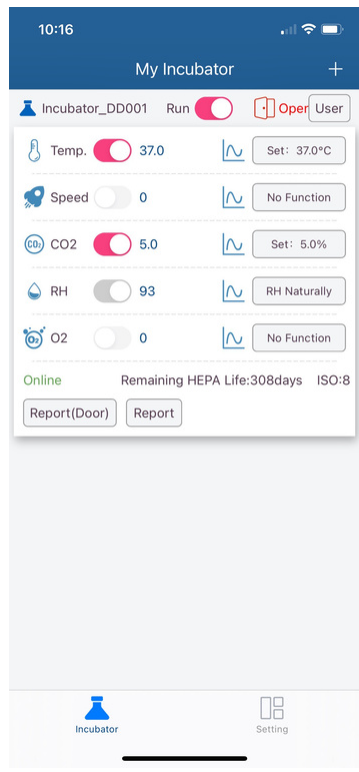 10:16
My Incubator +
Incubator_DD001 Run Oper User
Temp. 37.0 Set: 37.0°C
Speed 0 No Function
CO2 CO2 5.0 Set: 5.0%
RH 93 RH Naturally
O2 O2 0 No Function
Online Remaining HEPA Life:308days ISO:8
Report(Door) Report
Incubator Setting